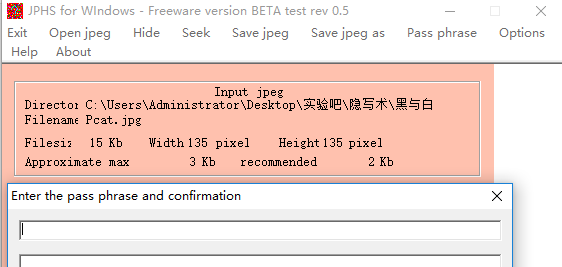 JPHS for WIndows - Freeware version BETA test rev 0.5
Exit Open jpeg Hide Seek Save jpeg Save jpeg as Pass phrase Options
Help About
Input jpeg
Director C:\Users\Administrator\Desktop\实验吧\隐写术\黑与白
Filename Pcat.jpg
Filesiz 15 Kb Width 135 pixel Height 135 pixel
Approximate max 3 Kb recommended 2 Kb
Enter the pass phrase and confirmation